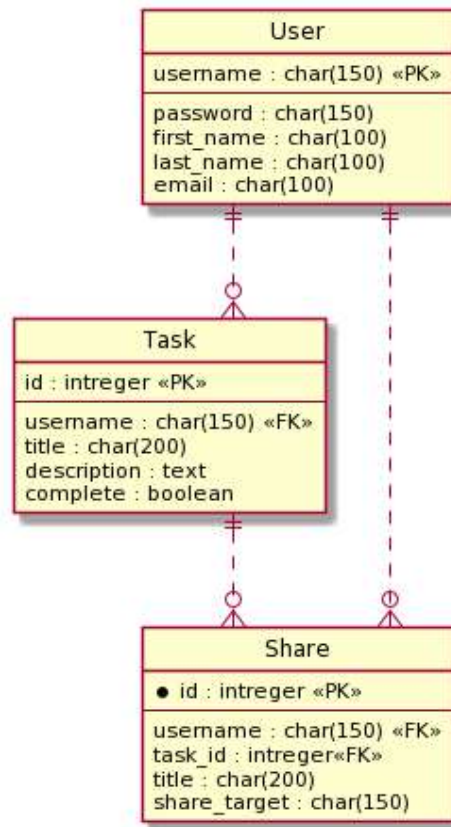 User
username : char(150) «PK»
password : char(150)
first_name : char(100)
last_name : char(100)
email : char(100)
Task
id : intreger «PK»
username : char(150) «FK»
title : char(200)
description : text
complete : boolean
Share
● id : intreger «PK»
username : char(150) «FK»
task_id : intreger«FK»
title : char(200)
share_target : char(150)